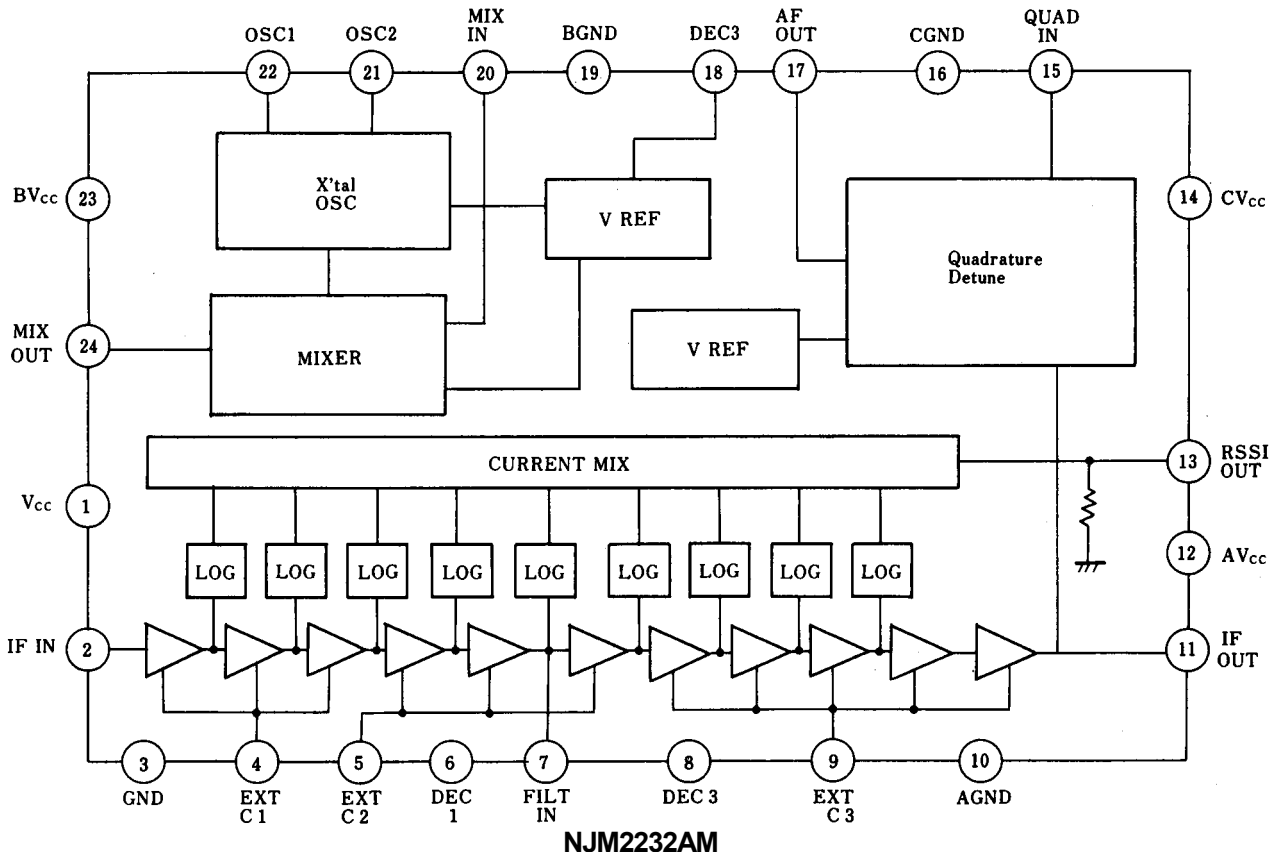 OSC1
OSC2
MIX
IN
BGND
DEC3
AF
OUT
CGND
QUAD
IN
22
21
20
19
18
17
16
15
X'tal
OSC
V REF
Quadrature
Detune
BVcc
23
14
CVcc
MIX
OUT
24
MIXER
V REF
CURRENT MIX
13
RSSI
OUT
Vcc
1
12
AVcc
LOG
LOG
LOG
LOG
LOG
LOG
LOG
LOG
LOG
IF IN
2
11
IF
OUT
3
4
5
6
7
8
9
10
GND
EXT
C1
EXT
C2
DEC
1
FILT
IN
DEC 3
EXT
C3
AGND
NJM2232AM